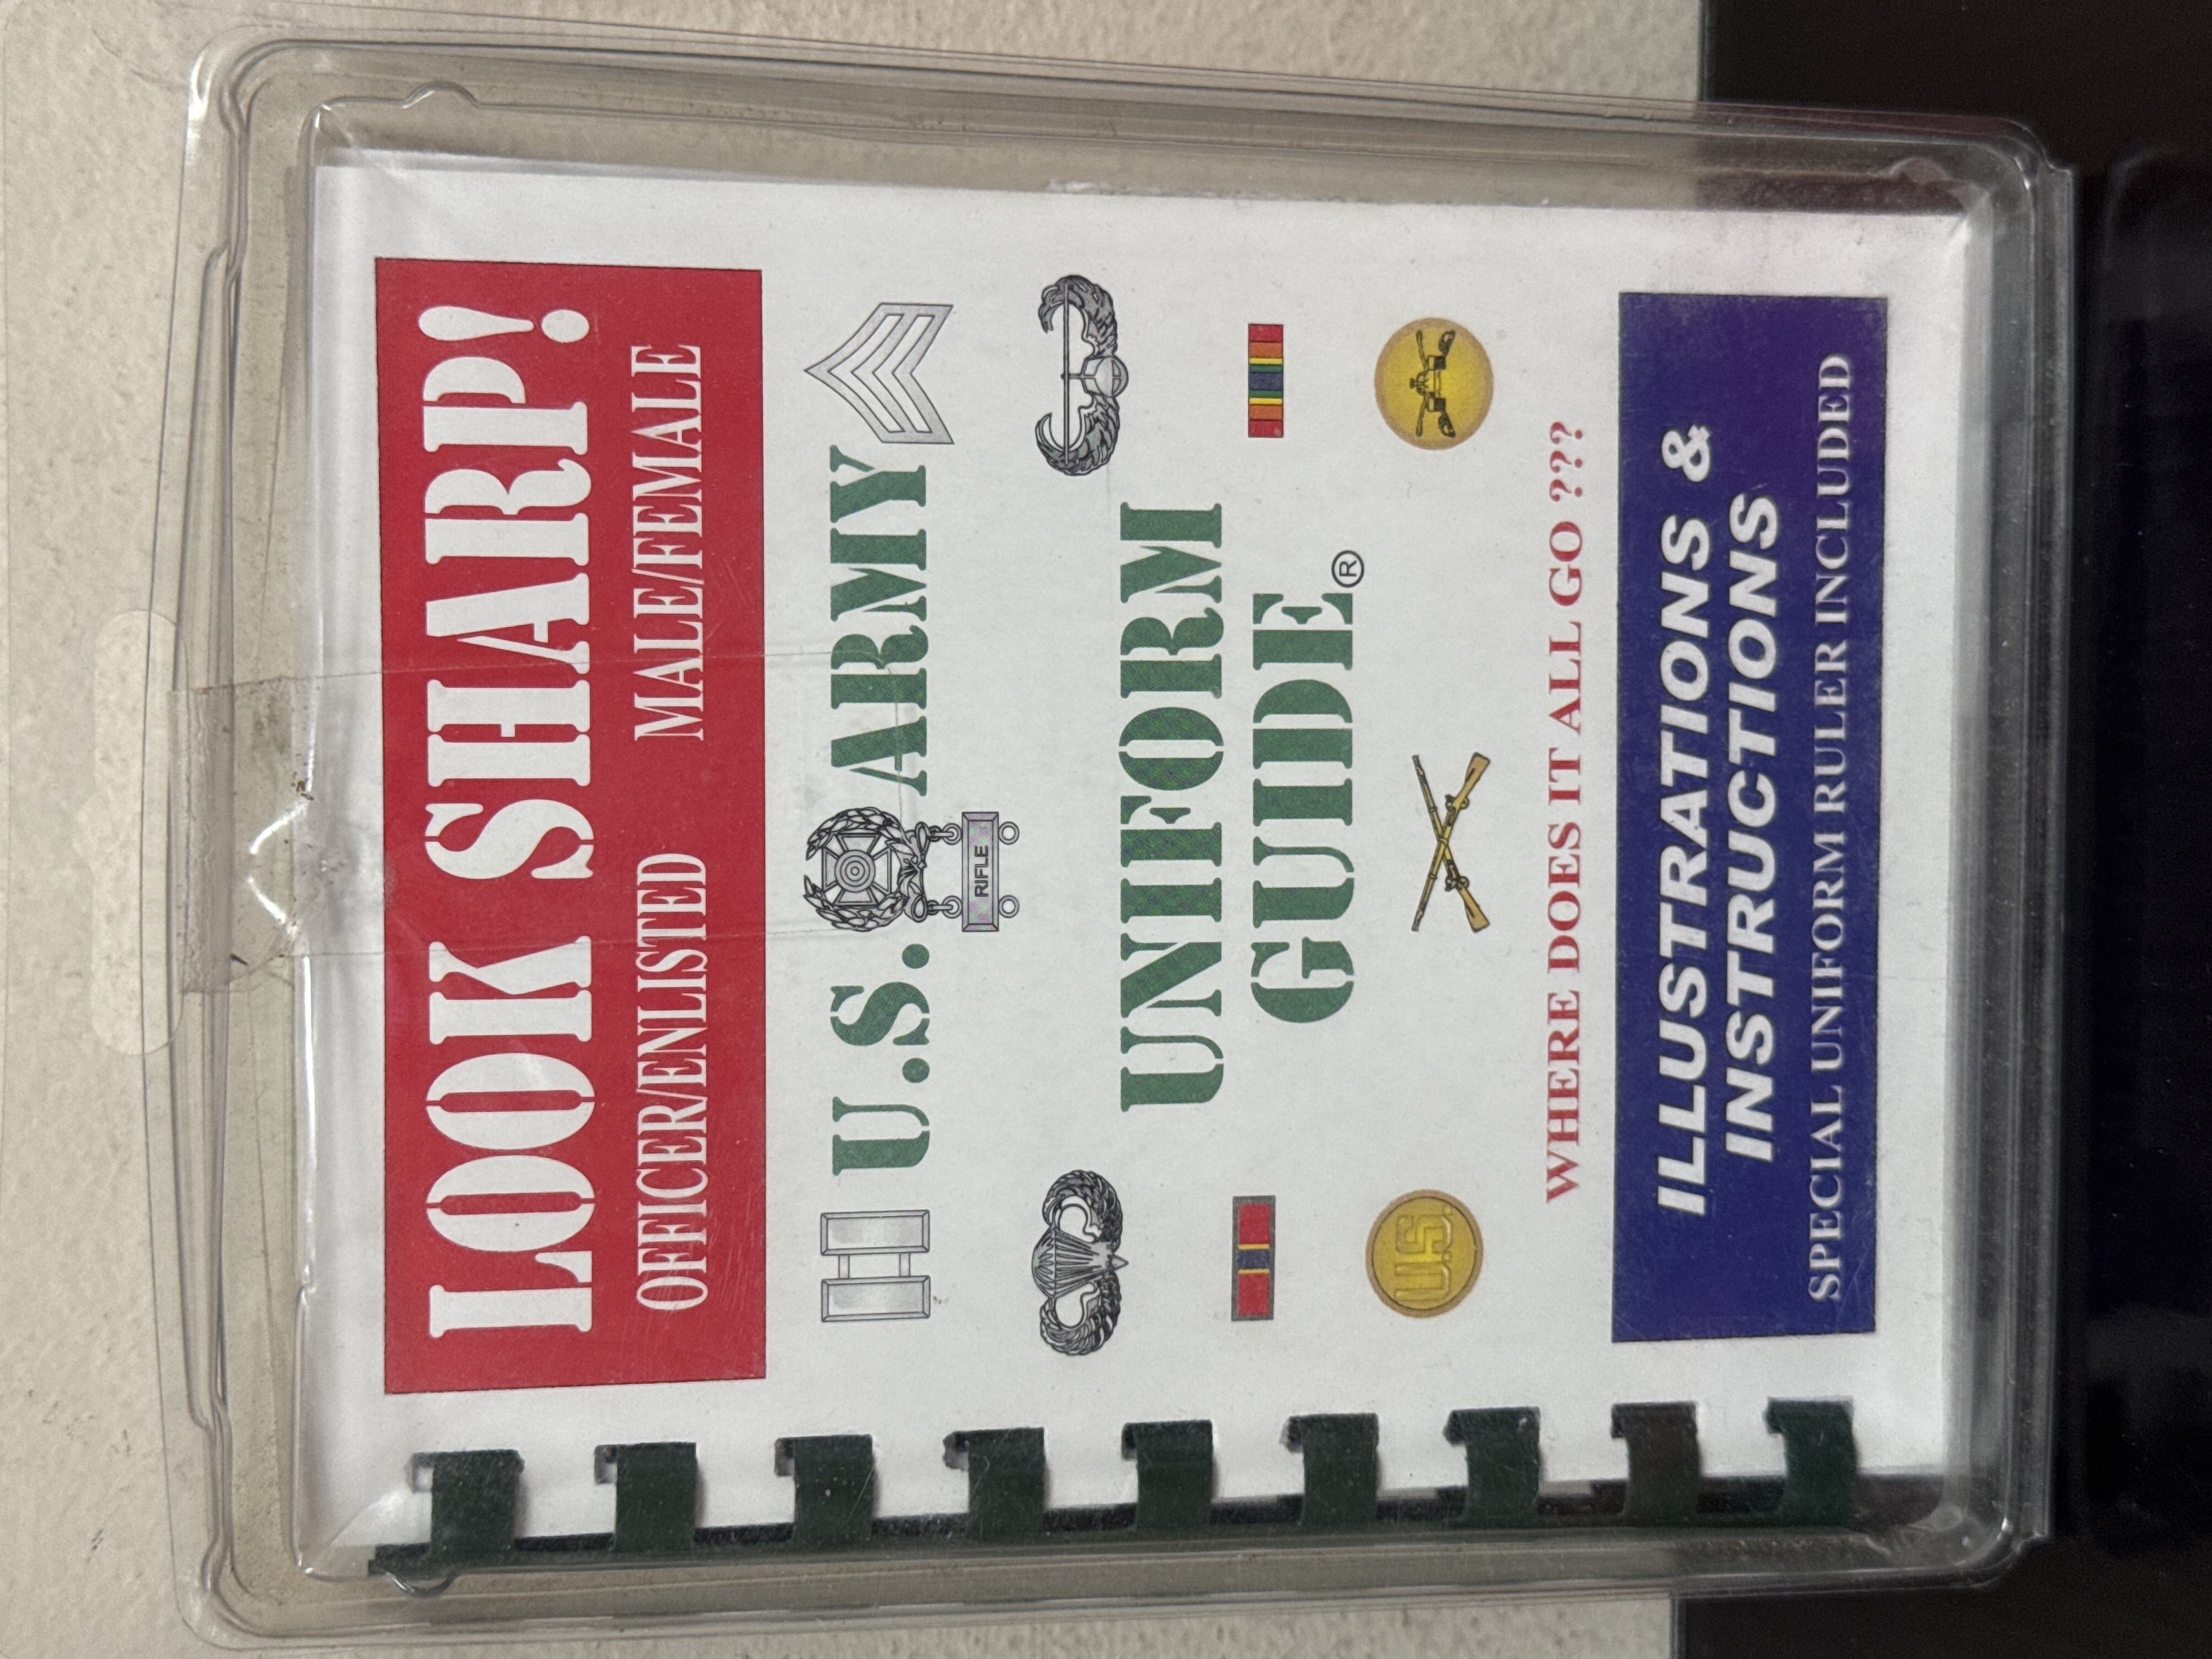 LOOK SHARP!
OFFICER/ENLISTED MALE/FEMALE
U.S. ARMY
RIFLE
UNIFORM
GUIDE®
U.S.
WHERE DOES IT ALL GO ???
ILLUSTRATIONS &
INSTRUCTIONS
SPECIAL UNIFORM RULER INCLUDED